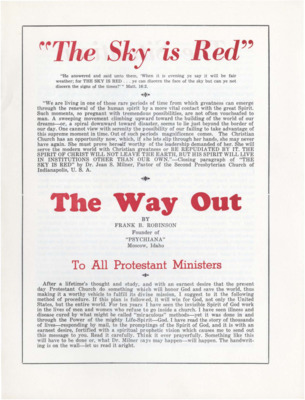 "The Sky is Red"
"He answered and said unto them, 'When it is evening ye say it will be fair
weather; for THE SKY IS RED . . . ye can discern the face of the sky but can ye not
discern the signs of the times?' " Matt. 16:2.
"We are living in one of those rare periods of time from which greatness can emerge
through the renewal of the human spirit by a more vital contact with the great Spirit.
Such moments, so pregnant with tremendous possibilities, are not often vouchsafed to
man. A sweeping movement upward toward the building of the world of our
dreams—or, a spiral downward toward disaster, seems to be just beyond the border of
our day. One cannot view with serenity the possibility of our failing to take advantage of
this supreme moment in time. Out of such periods magnificence comes. The Christian
Church has an opportunity now, which, if she lets slip through her hands, she may never
have again. She must prove herself worthy of the leadership demanded of her. She will
serve the modern world with Christian greatness or BE REPUDIATED BY IT. THE
SPIRIT OF CHRIST WILL NOT LEAVE THE EARTH, BUT HIS SPIRIT WILL LIVE
IN INSTITUTIONS OTHER THAN OUR OWN."—Closing paragraph of "THE
SKY IS RED" by Dr. Jean S. Milner, Pastor of the Second Presbyterian Church of
Indianapolis, U. S. A.
The Way Out
BY
FRANK B. ROBINSON
Founder of
"PSYCHIANA"
Moscow, Idaho
To All Protestant Ministers
After a lifetime's thought and study, and with an earnest desire that the present
day Protestant Church do something which will honor God and save the world, thus
making it a worthy vehicle to fulfill its divine mission, I suggest to it the following
method of procedure. If this plan is followed, it will win for God, not only the United
States, but the entire world. For ten years I have seen the invisible Spirit of God work
in the lives of men and women who refuse to go inside a church. I have seen illness and
disease cured by what might be called "miraculous" methods—yet it was done in and
through the Power of the mighty Life-Spirit—God. I have read the story of thousands
of lives—responding by mail, to the promptings of the Spirit of God, and it is with an
earnest desire, fortified with a spiritual prophetic vision which causes me to send out
this message to you. Read it carefully. Think it over prayerfully. Something like this
will have to be done or, what Dr. Milner says may happen—will happen. The handwrit-
ing is on the wall—let us read it aright.